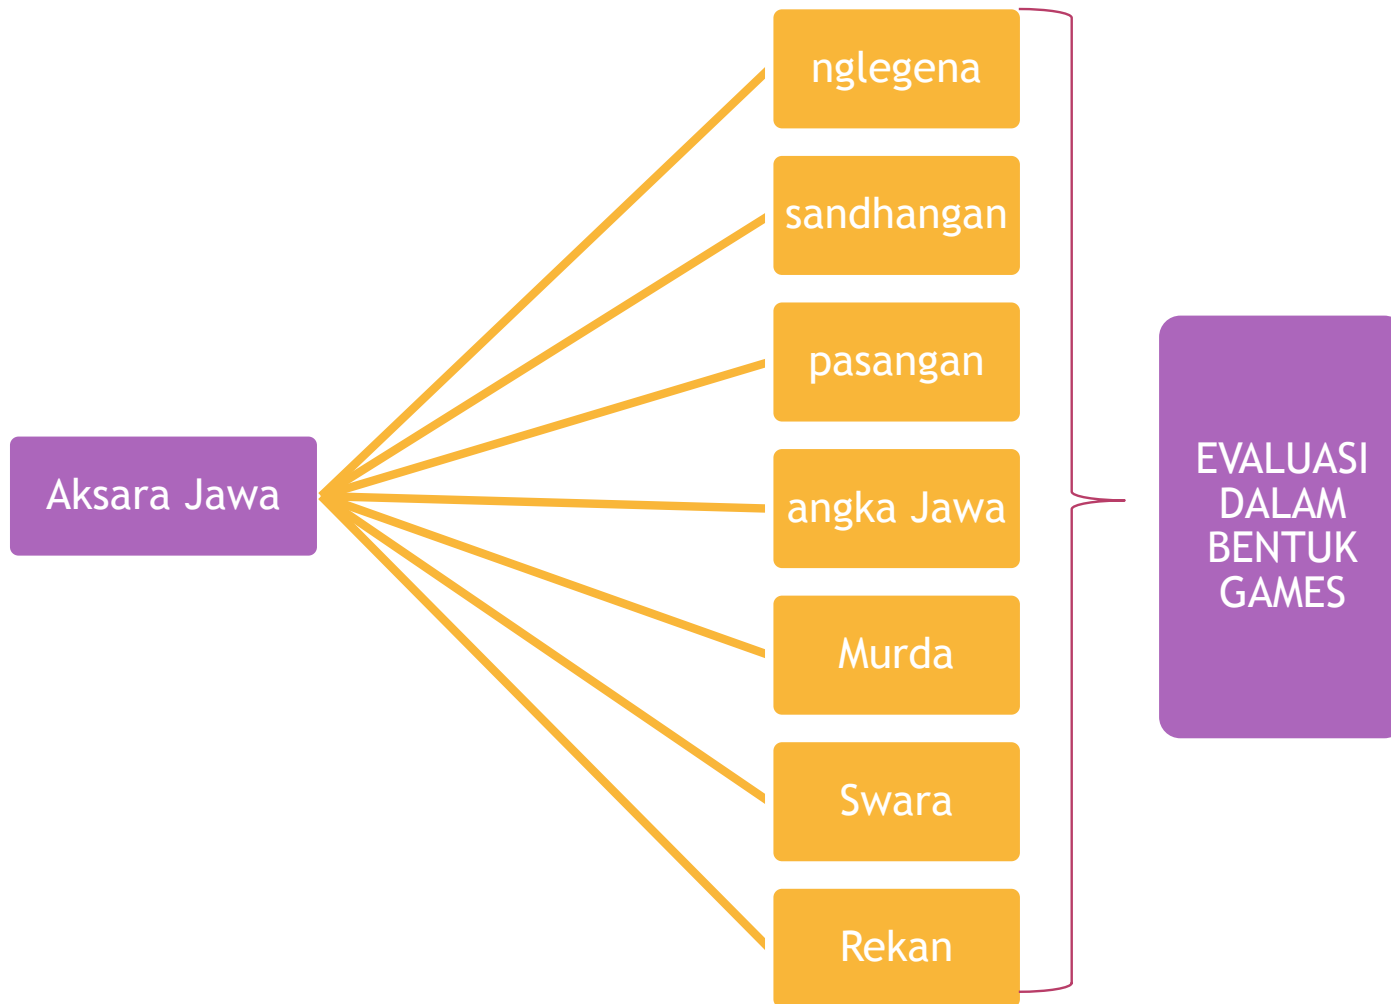 Aksara Jawa
nglegena
sandhangan
pasangan
angka Jawa
Murda
Swara
Rekan
EVALUASI
DALAM
BENTUK
GAMES